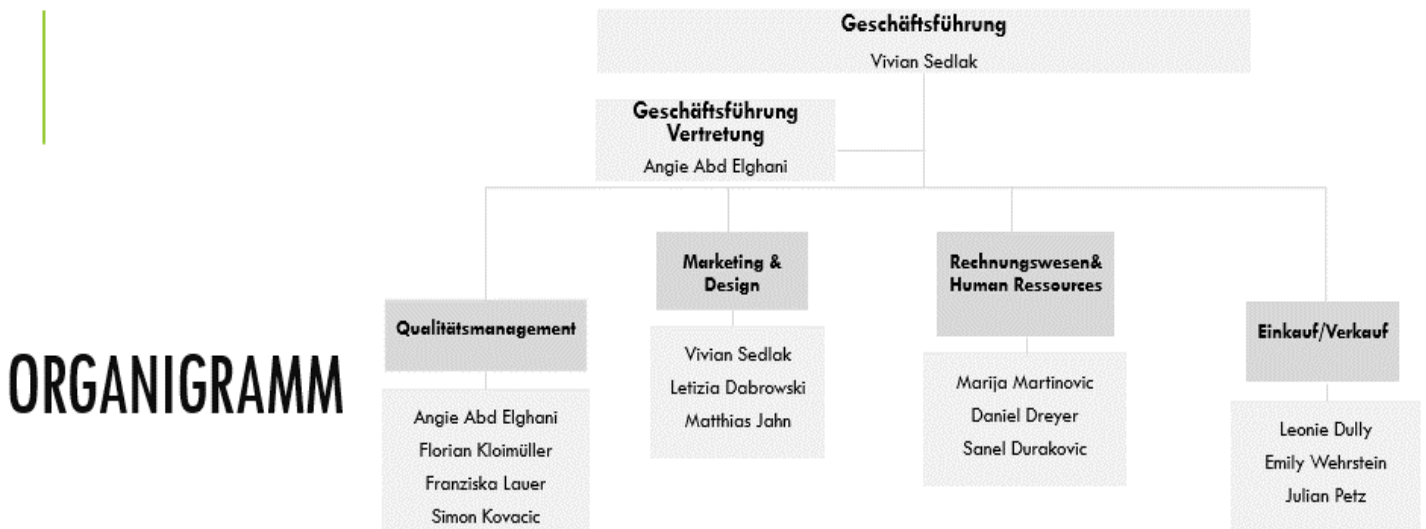 ORGANIGRAMM
Geschäftsführung
Vivian Sedlak
Geschäftsführung
Vertretung
Angie Abd Elghani
Qualitätsmanagement
Angie Abd Elghani
Florian Kloimüller
Franziska Lauer
Simon Kovacic
Marketing &
Design
Vivian Sedlak
Letizia Dabrowski
Matthias Jahn
Rechnungswesen&
Human Ressources
Marija Martinovic
Daniel Dreyer
Sanel Durakovic
Einkauf/Verkauf
Leonie Dully
Emily Wehrstein
Julian Petz